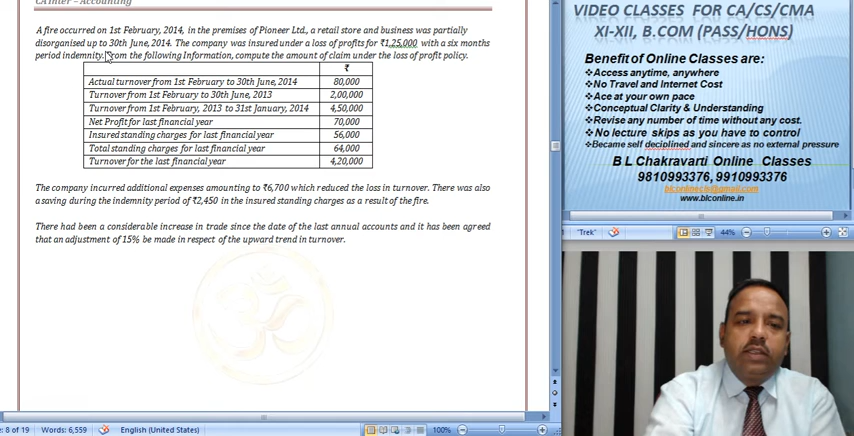 CA Inter – Accounting
A fire occurred on 1st February, 2014, in the premises of Pioneer Ltd., a retail store and business was partially
disorganised up to 30th June, 2014. The company was insured under a loss of profits for ₹1,25,000 with a six months
period indemnity. From the following Information, compute the amount of claim under the loss of profit policy.
₹
Actual turnover from 1st February to 30th June, 2014 80,000
Turnover from 1st February to 30th June, 2013 2,00,000
Turnover from 1st February, 2013 to 31st January, 2014 4,50,000
Net Profit for last financial year 70,000
Insured standing charges for last financial year 56,000
Total standing charges for last financial year 64,000
Turnover for the last financial year 4,20,000
The company incurred additional expenses amounting to ₹6,700 which reduced the loss in turnover. There was also
a saving during the indemnity period of ₹2,450 in the insured standing charges as a result of the fire.
There had been a considerable increase in trade since the date of the last annual accounts and it has been agreed
that an adjustment of 15% be made in respect of the upward trend in turnover.
: 8 of 19 Words: 6,559 English (United States) 100%
VIDEO CLASSES FOR CA/CS/CMA
XI-XII, B.COM (PASS/HONS)
Benefit of Online Classes are:
❖Access anytime, anywhere
❖No Travel and Internet Cost
❖Ace at your own pace
❖Conceptual Clarity & Understanding
❖Revise any number of time without any cost.
❖No lecture skips as you have to control
❖Became self deciplined and sincere as no external pressure
B L Chakravarti Online Classes
9810993376, 9910993376
blconlinech@gmail.com
www.blconline.in
"Trek" 44%